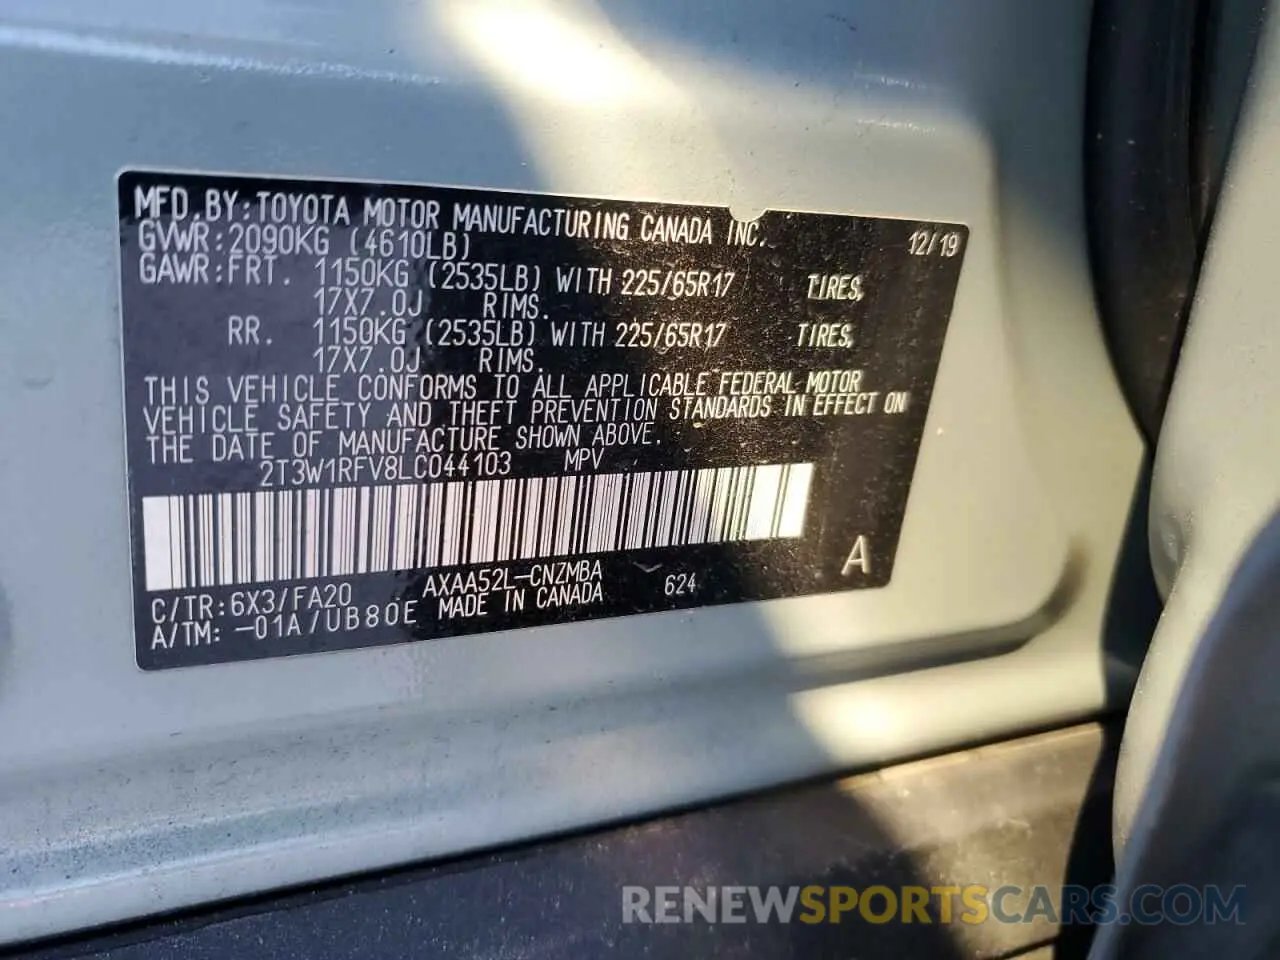 MFD.BY:TOYOTA MOTOR MANUFACTURING CANADA INC. 12/19
GVWR:2090KG (4610LB)
GAWR:FRT. 1150KG (2535LB) WITH 225/65R17 TIRES,
17X7.0J RIMS.
RR. 1150KG (2535LB) WITH 225/65R17 TIRES,
17X7.0J RIMS.
THIS VEHICLE CONFORMS TO ALL APPLICABLE FEDERAL MOTOR
VEHICLE SAFETY AND THEFT PREVENTION STANDARDS IN EFFECT ON
THE DATE OF MANUFACTURE SHOWN ABOVE.
2T3W1RFV8LC044103 MPV
A
C/TR:6X3/FA20 AXAA52L-CNZMBA 624
A/TM: -01A/UB80E MADE IN CANADA
RENEWSPORTSCARS.COM